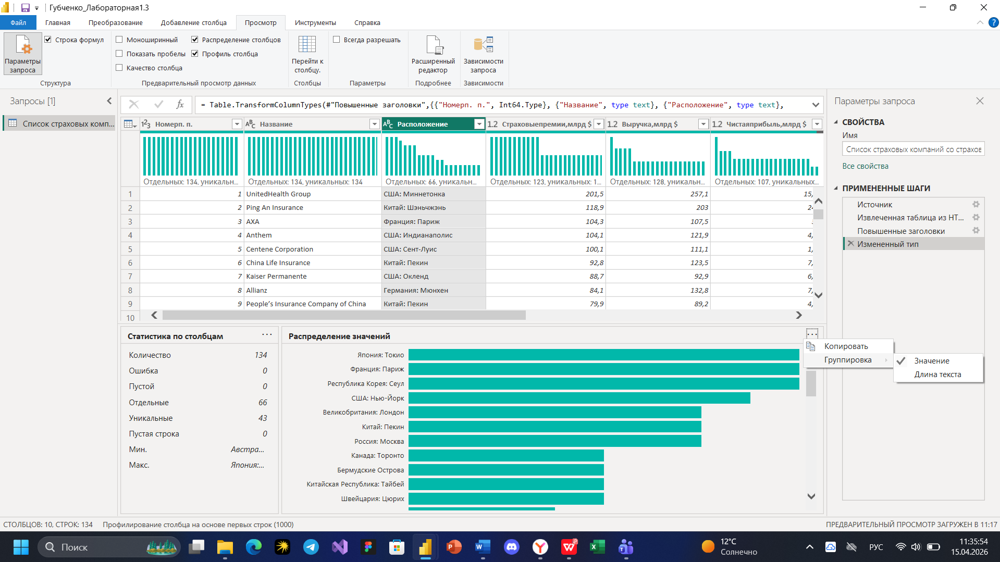 Губченко_Лабораторная1.3
Файл Главная Преобразование Добавление столбца Просмотр Инструменты Справка
Параметры запроса
Строка формул
Структура
Моноширинный
Показать пробелы
Качество столбца
Распределение столбцов
Профиль столбца
Предварительный просмотр данных
Перейти к столбцу.
Столбцы
Всегда разрешать
Параметры
Расширенный редактор
Подробнее
Зависимости запроса
Зависимости
Запросы [1]
Список страховых комп...
fx
= Table.TransformColumnTypes(#"Повышенные заголовки",{{"Номерп. п.", Int64.Type}, {"Название", type text}, {"Расположение", type text},
1²3 Номерп. п. ABC Название ABC Расположение 1.2 Страховыепремии,млрд $ 1.2 Выручка,млрд $ 1.2 Чистаяприбыль,млрд $
Отдельных: 134, уникальн... Отдельных: 134, уникальных: 134 Отдельных: 66, уникальн... Отдельных: 123, уникальных: 1... Отдельных: 128, уникальн... Отдельных: 107, уникальных...
1 1 UnitedHealth Group США: Миннетонка 201,5 257,1 15,
2 2 Ping An Insurance Китай: Шэньчжэнь 118,9 203
3 3 AXA Франция: Париж 104,3 107,5
4 4 Anthem США: Индианаполис 104,1 121,9 4,
5 5 Centene Corporation США: Сент-Луис 100,1 111,1 1,
6 6 China Life Insurance Китай: Пекин 92,8 123,5 7,
7 7 Kaiser Permanente США: Окленд 88,7 92,9 6,
8 8 Allianz Германия: Мюнхен 84,1 132,8 7,
9 9 People’s Insurance Company of China Китай: Пекин 79,9 89,2 4,
10
Статистика по столбцам ...
Количество 134
Ошибка 0
Пустой 0
Отдельные 66
Уникальные 43
Пустая строка 0
Мин. Австра...
Макс. Япония:...
Распределение значений ...
Япония: Токио
Франция: Париж
Республика Корея: Сеул
США: Нью-Йорк
Великобритания: Лондон
Китай: Пекин
Россия: Москва
Канада: Торонто
Бермудские Острова
Китайская Республика: Тайбей
Швейцария: Цюрих
Копировать
Группировка
Значение
Длина текста
Параметры запроса
СВОЙСТВА
Имя
Список страховых компаний со страхов
Все свойства
ПРИМЕНЕННЫЕ ШАГИ
Источник
Извлеченная таблица из HT...
Повышенные заголовки
Измененный тип
СТОЛБЦОВ: 10, СТРОК: 134 Профилирование столбца на основе первых строк (1000) ПРЕДВАРИТЕЛЬНЫЙ ПРОСМОТР ЗАГРУЖЕН В 11:17
Поиск
12°C
Солнечно
РУС
11:35:54
15.04.2026